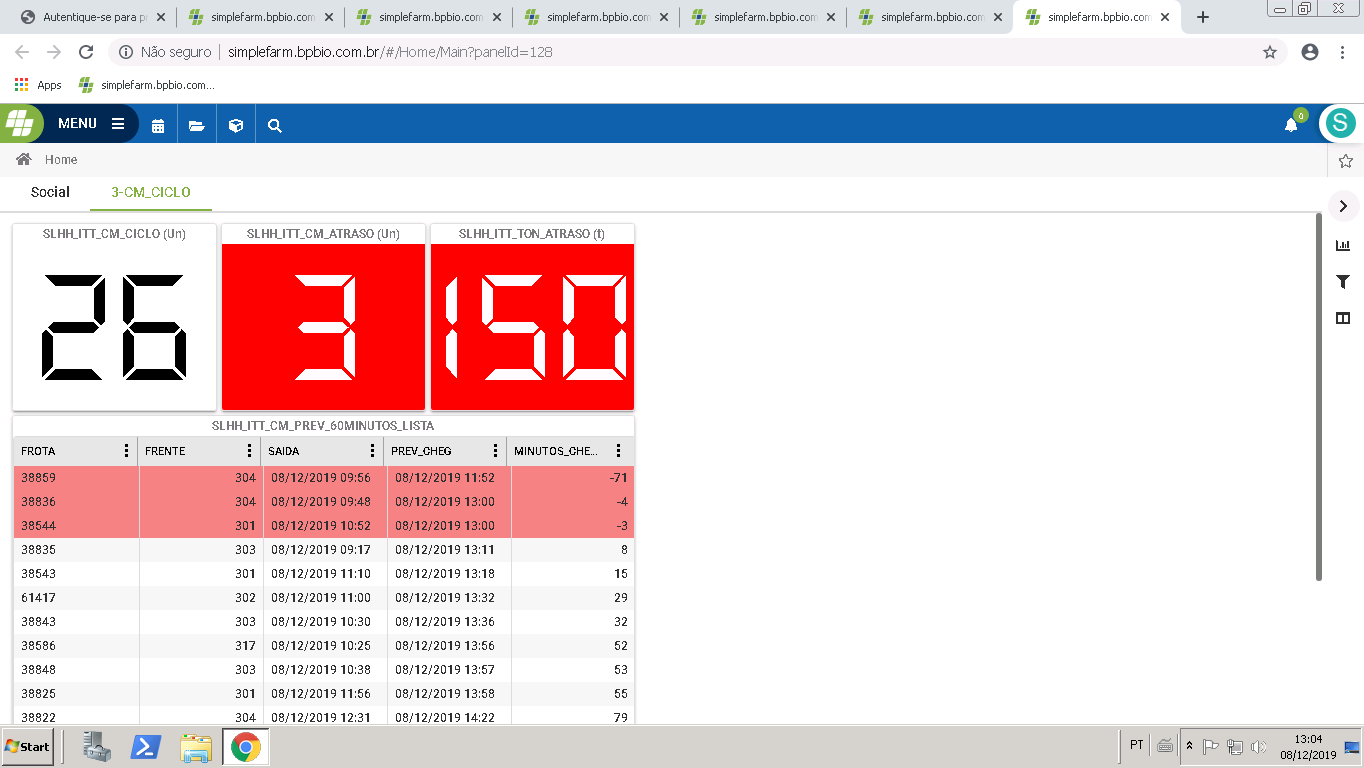 Autentique-se para p
simplefarm.bpbio.com
simplefarm.bpbio.com
simplefarm.bpbio.com
simplefarm.bpbio.com
simplefarm.bpbio.com
simplefarm.bpbio.com
Não seguro | simplefarm.bpbio.com.br/#/Home/Main?panelId=128
Apps simplefarm.bpbio.com...
MENU 0 S
Home
Social 3-CM_CICLO
SLHH_ITT_CM_CICLO (Un) SLHH_ITT_CM_ATRASO (Un) SLHH_ITT_TON_ATRASO (t)
26 3 150
SLHH_ITT_CM_PREV_60MINUTOS_LISTA
FROTA FRENTE SAIDA PREV_CHEG MINUTOS_CHE...
38859 304 08/12/2019 09:56 08/12/2019 11:52 -71
38836 304 08/12/2019 09:48 08/12/2019 13:00 -4
38544 301 08/12/2019 10:52 08/12/2019 13:00 -3
38835 303 08/12/2019 09:17 08/12/2019 13:11 8
38543 301 08/12/2019 11:10 08/12/2019 13:18 15
61417 302 08/12/2019 11:00 08/12/2019 13:32 29
38843 303 08/12/2019 10:30 08/12/2019 13:36 32
38586 317 08/12/2019 10:25 08/12/2019 13:56 52
38848 303 08/12/2019 10:38 08/12/2019 13:57 53
38825 301 08/12/2019 11:56 08/12/2019 13:58 55
38822 304 08/12/2019 12:31 08/12/2019 14:22 79
Start PT 13:04
08/12/2019